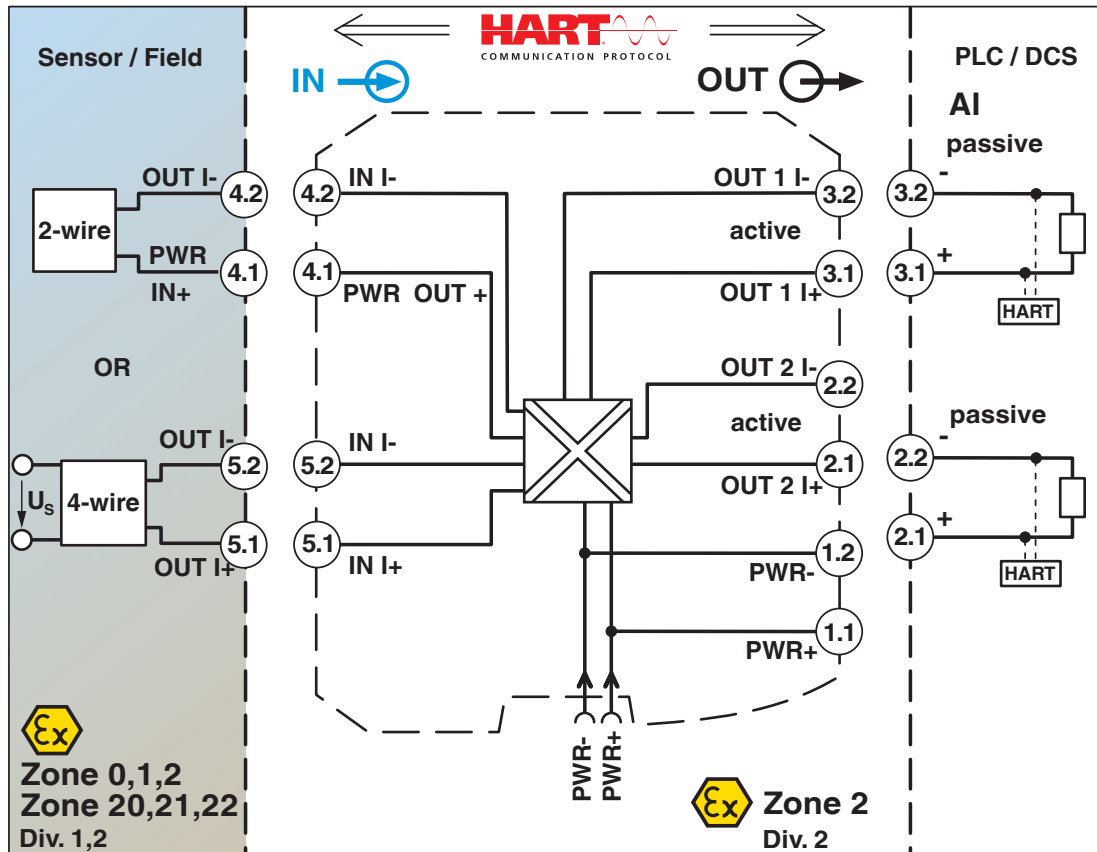 Sensor / Field
HART
COMMUNICATION PROTOCOL
PLC / DCS
IN
OUT
AI
passive
OUT I-
4.2
4.2
IN I-
OUT 1 I-
3.2
3.2
-
2-wire
active
PWR
4.1
4.1
3.1
3.1
+
IN+
PWR OUT +
OUT 1 I+
HART
OR
OUT 2 I-
2.2
active
passive
OUT I-
5.2
5.2
IN I-
2.1
2.2
-
US
4-wire
OUT 2 I+
5.1
5.1
2.1
+
OUT I+
IN I+
1.2
PWR-
HART
1.1
PWR+
PWR-
PWR+
Ex
Zone 0,1,2
Zone 20,21,22
Div. 1,2
Ex
Zone 2
Div. 2